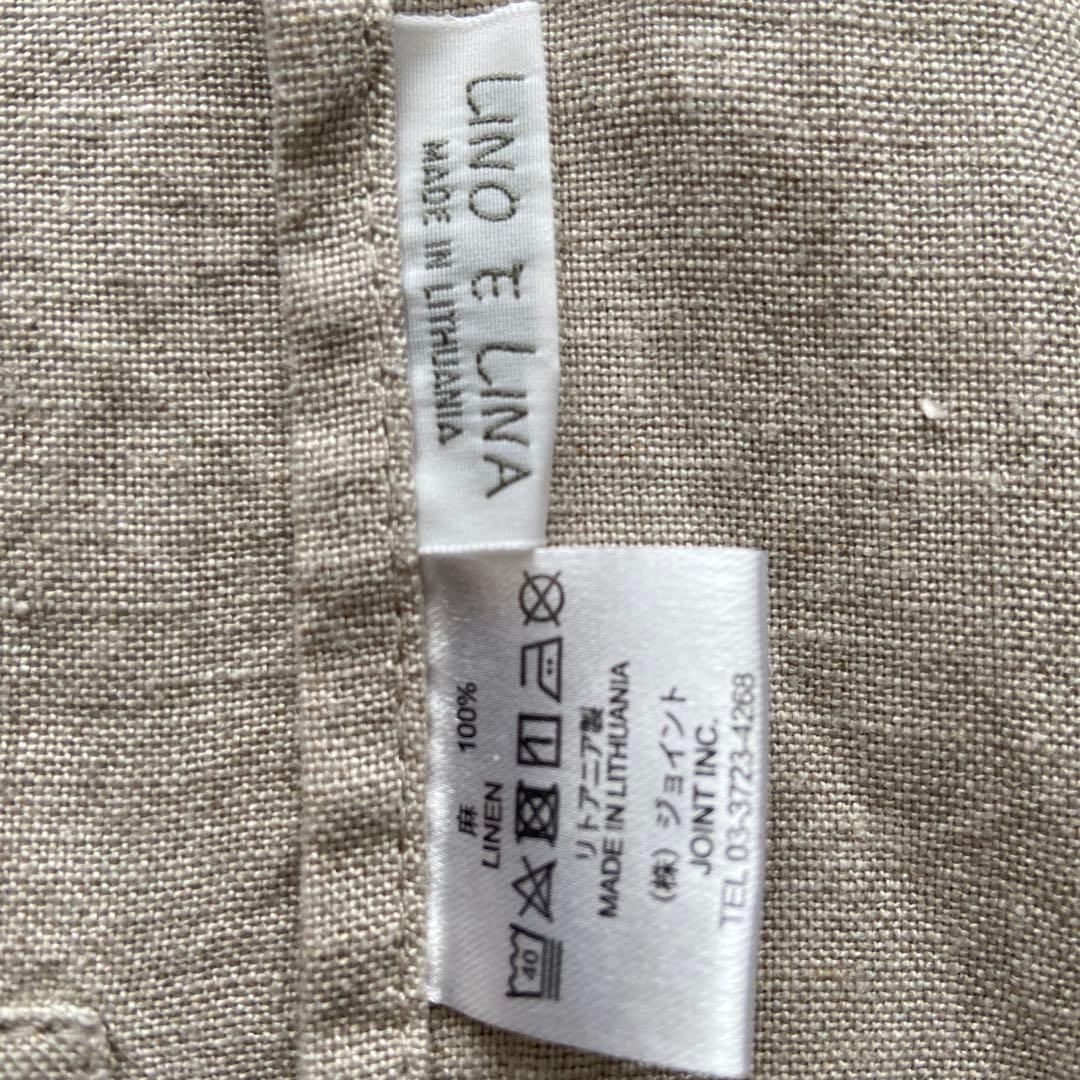 LINO E LINA
MADE IN LITHUANIA
麻 100%
LINEN
40
リトアニア製
MADE IN LITHUANIA
(株) ジョイント
JOINT INC.
TEL 03-3723-4268